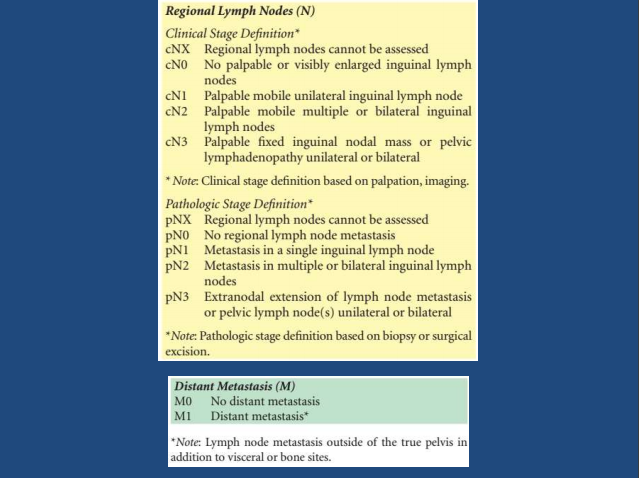 Regional Lymph Nodes (N)
Clinical Stage Definition*
cNX Regional lymph nodes cannot be assessed
cN0 No palpable or visibly enlarged inguinal lymph
nodes
cN1 Palpable mobile unilateral inguinal lymph node
cN2 Palpable mobile multiple or bilateral inguinal
lymph nodes
cN3 Palpable fixed inguinal nodal mass or pelvic
lymphadenopathy unilateral or bilateral
* Note: Clinical stage definition based on palpation, imaging.
Pathologic Stage Definition*
pNX Regional lymph nodes cannot be assessed
pN0 No regional lymph node metastasis
pN1 Metastasis in a single inguinal lymph node
pN2 Metastasis in multiple or bilateral inguinal lymph
nodes
pN3 Extranodal extension of lymph node metastasis
or pelvic lymph node(s) unilateral or bilateral
*Note: Pathologic stage definition based on biopsy or surgical
excision.
Distant Metastasis (M)
M0 No distant metastasis
M1 Distant metastasis*
*Note: Lymph node metastasis outside of the true pelvis in
addition to visceral or bone sites.